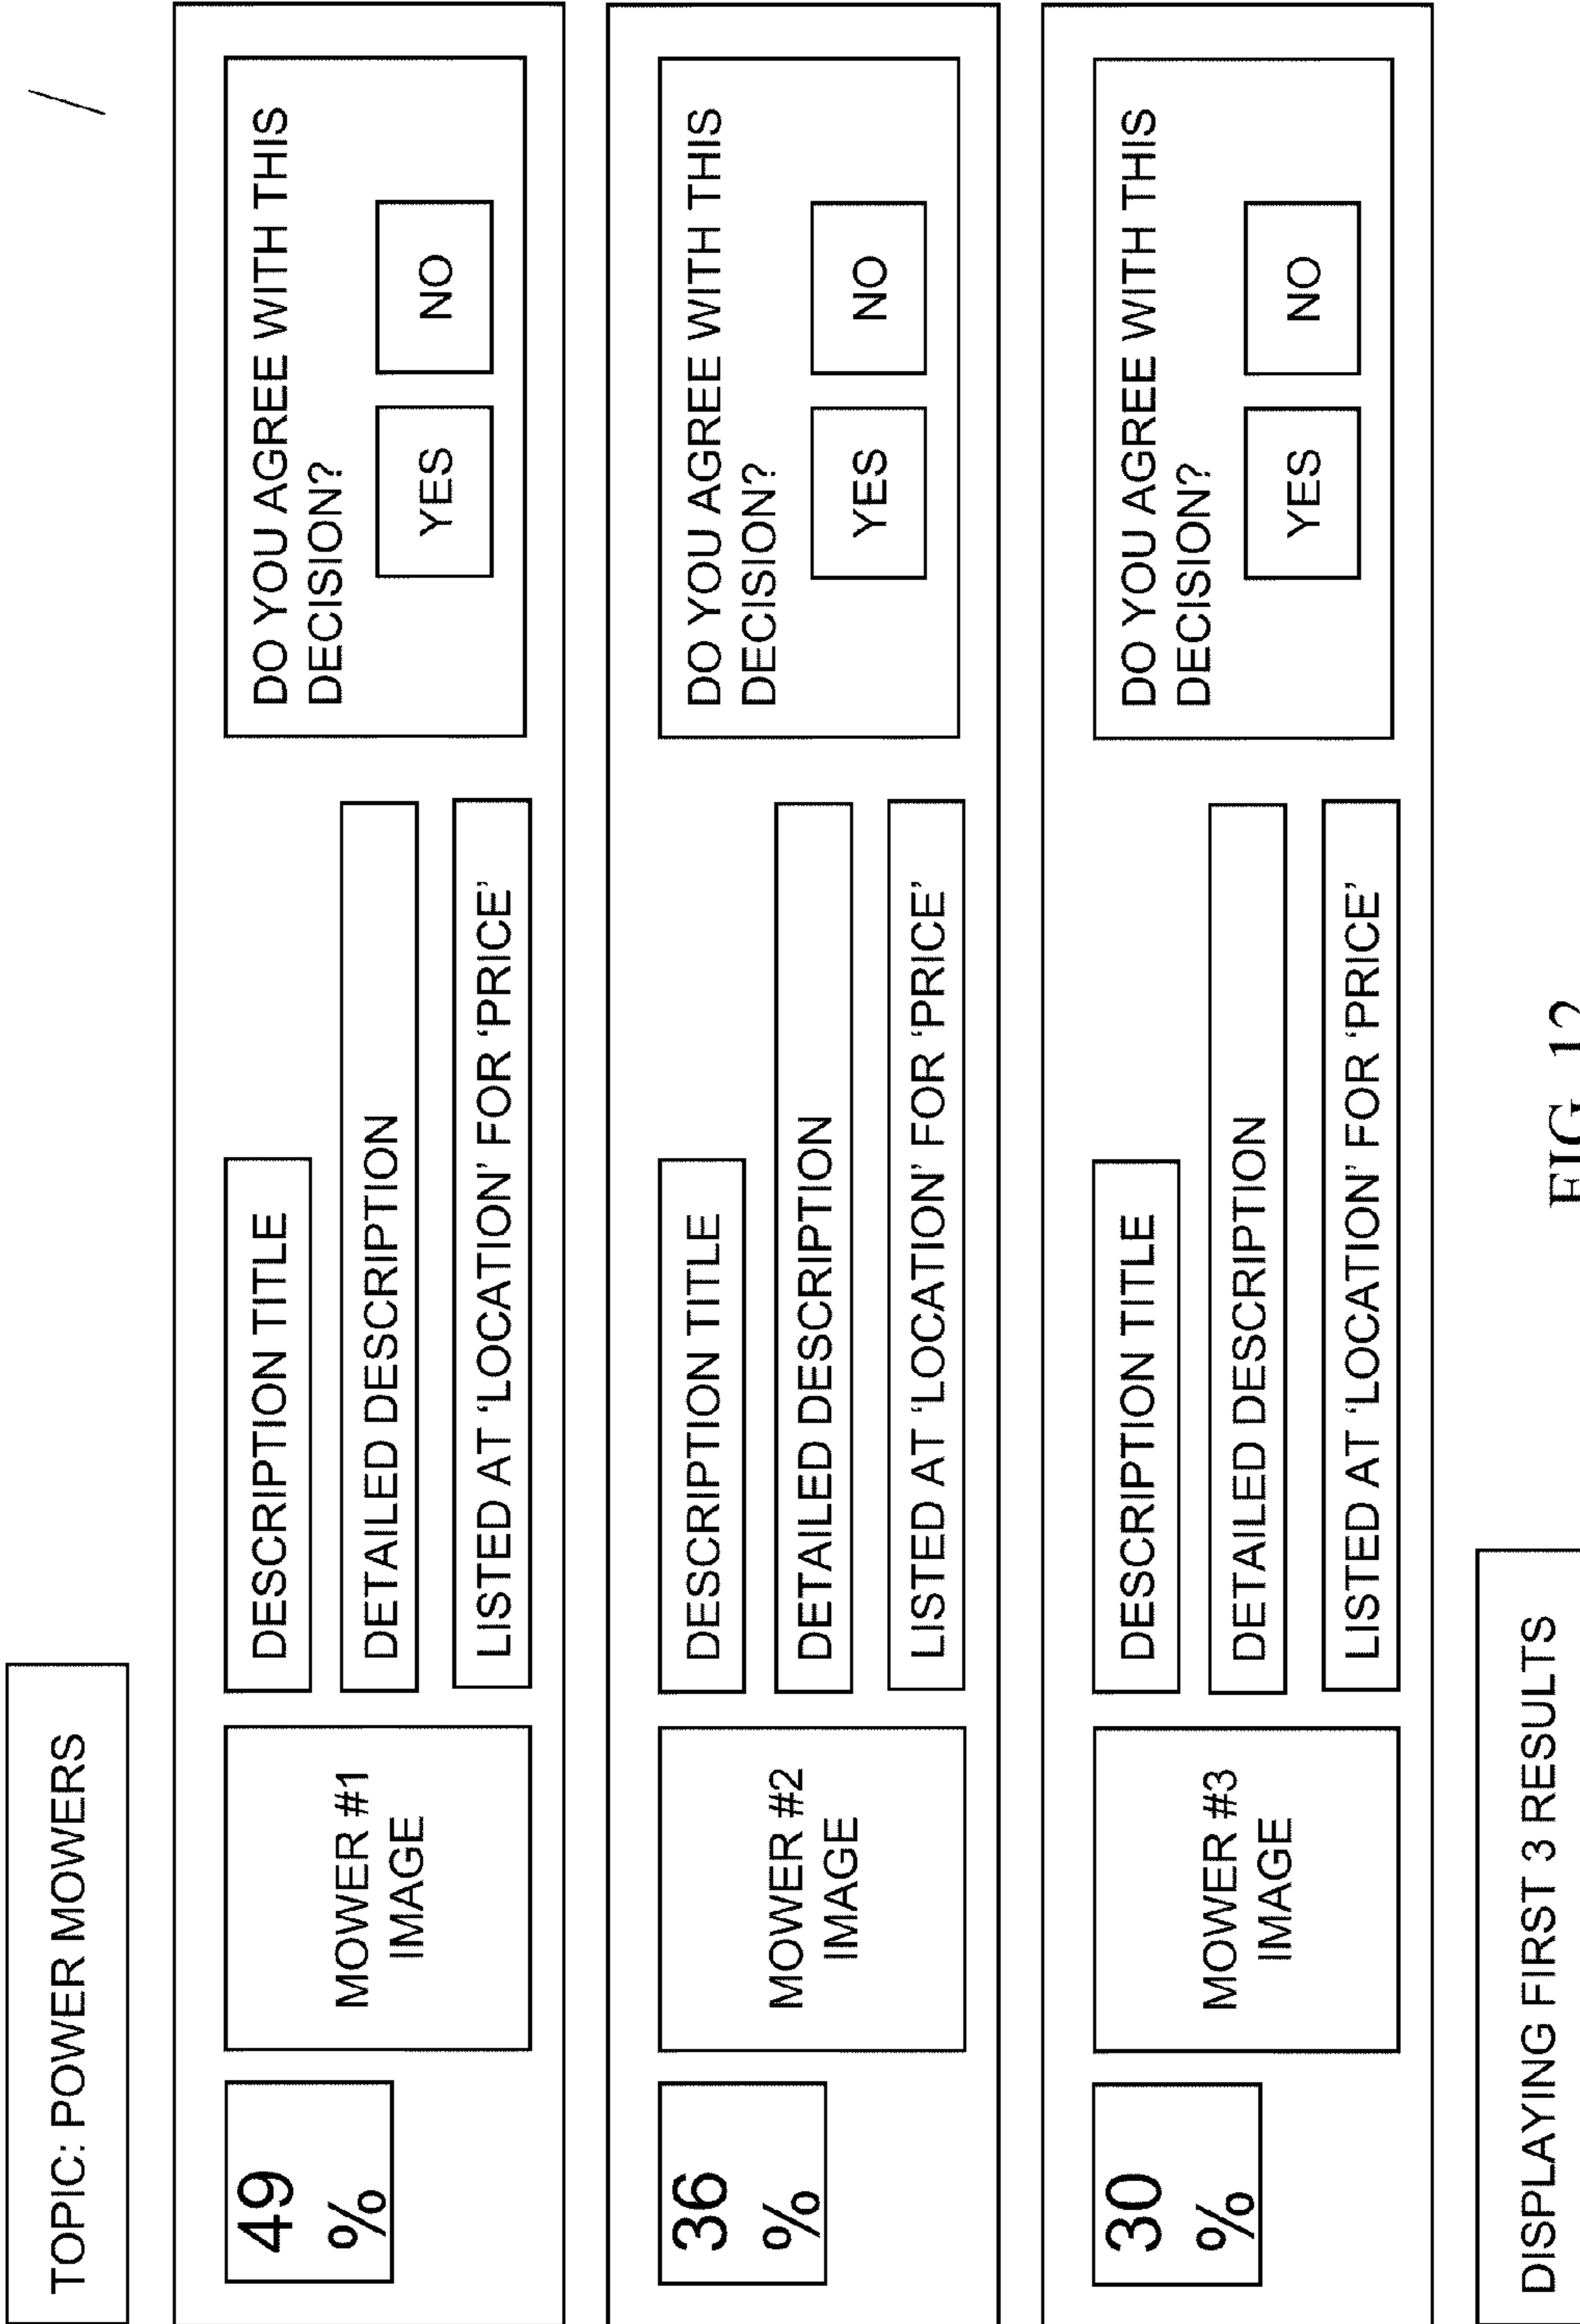 TOPIC: POWER MOWERS
49
%
MOWER #1
IMAGE
DESCRIPTION TITLE
DETAILED DESCRIPTION
LISTED AT ‘LOCATION’ FOR ‘PRICE’
DO YOU AGREE WITH THIS
DECISION?
YES
NO
36
%
MOWER #2
IMAGE
DESCRIPTION TITLE
DETAILED DESCRIPTION
LISTED AT ‘LOCATION’ FOR ‘PRICE’
DO YOU AGREE WITH THIS
DECISION?
YES
NO
30
%
MOWER #3
IMAGE
DESCRIPTION TITLE
DETAILED DESCRIPTION
LISTED AT ‘LOCATION’ FOR ‘PRICE’
DO YOU AGREE WITH THIS
DECISION?
YES
NO
DISPLAYING FIRST 3 RESULTS
FIG. 12